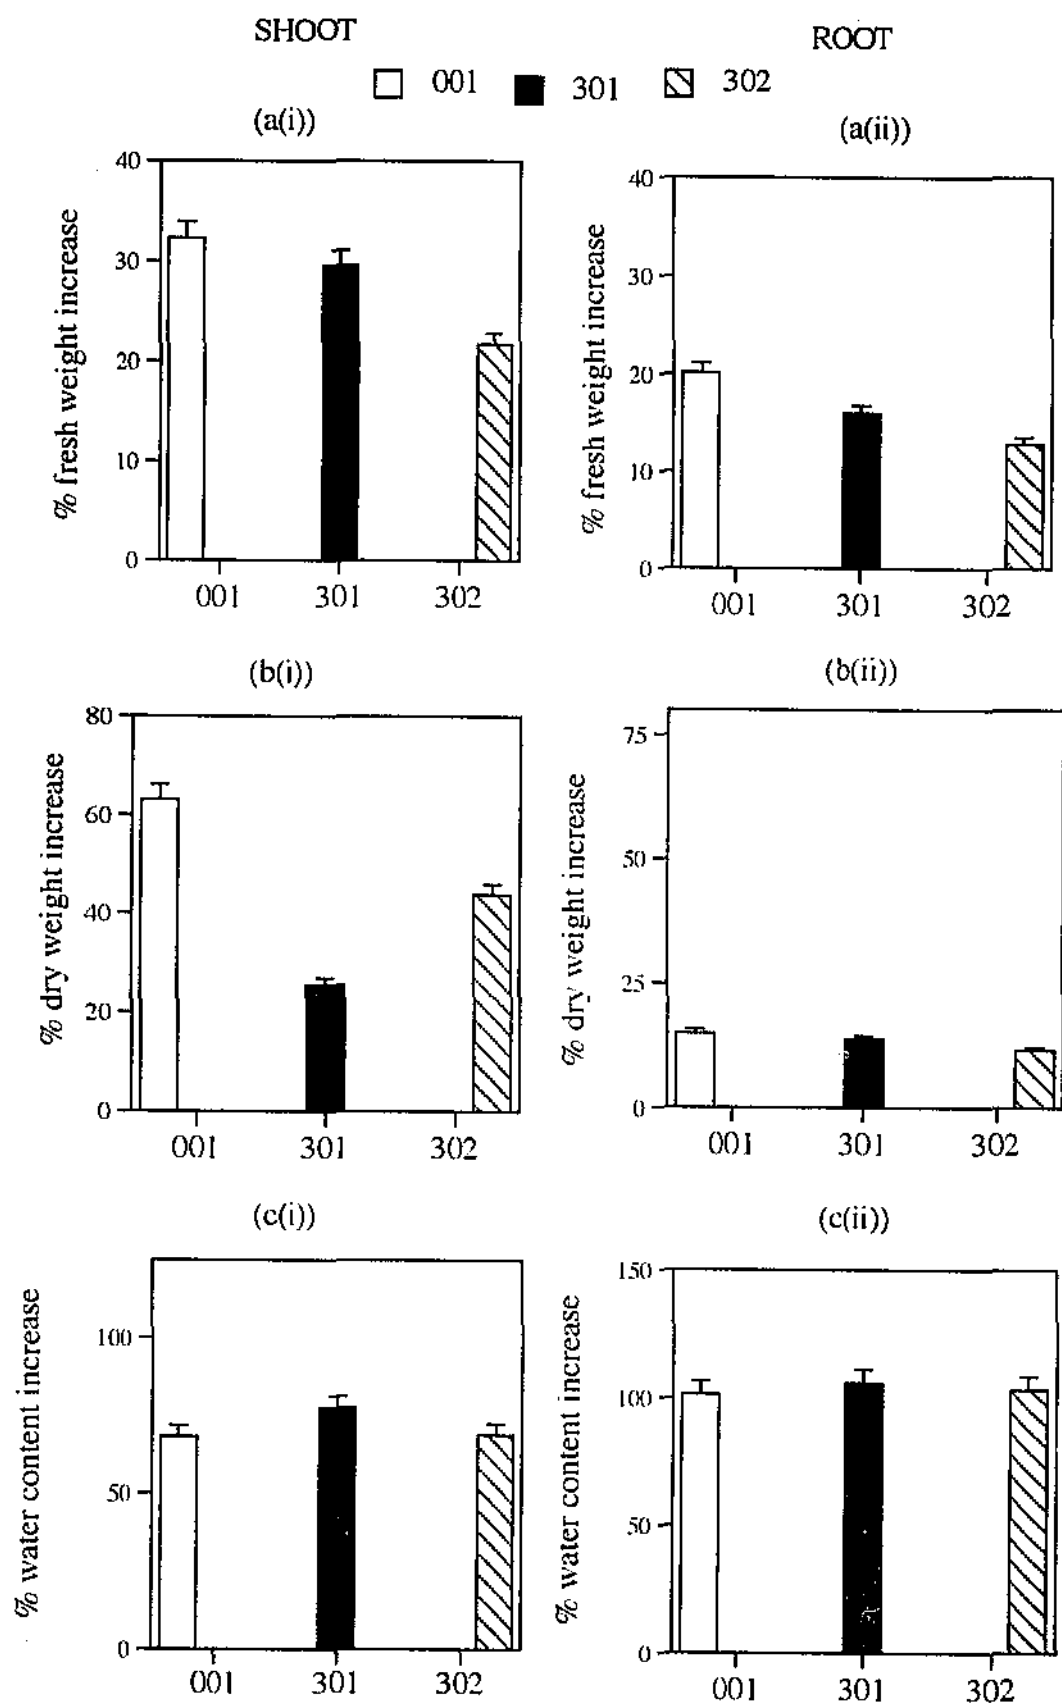 SHOOT
ROOT
001 301 302
(a(i))
(a(ii))
% fresh weight increase
40
30
20
10
0
001 301 302
% fresh weight increase
40
30
20
10
0
001 301 302
(b(i))
(b(ii))
% dry weight increase
80
60
40
20
0
001 301 302
% dry weight increase
75
50
25
0
001 301 302
(c(i))
(c(ii))
% water content increase
100
50
0
001 301 302
% water content increase
150
100
50
0
001 301 302